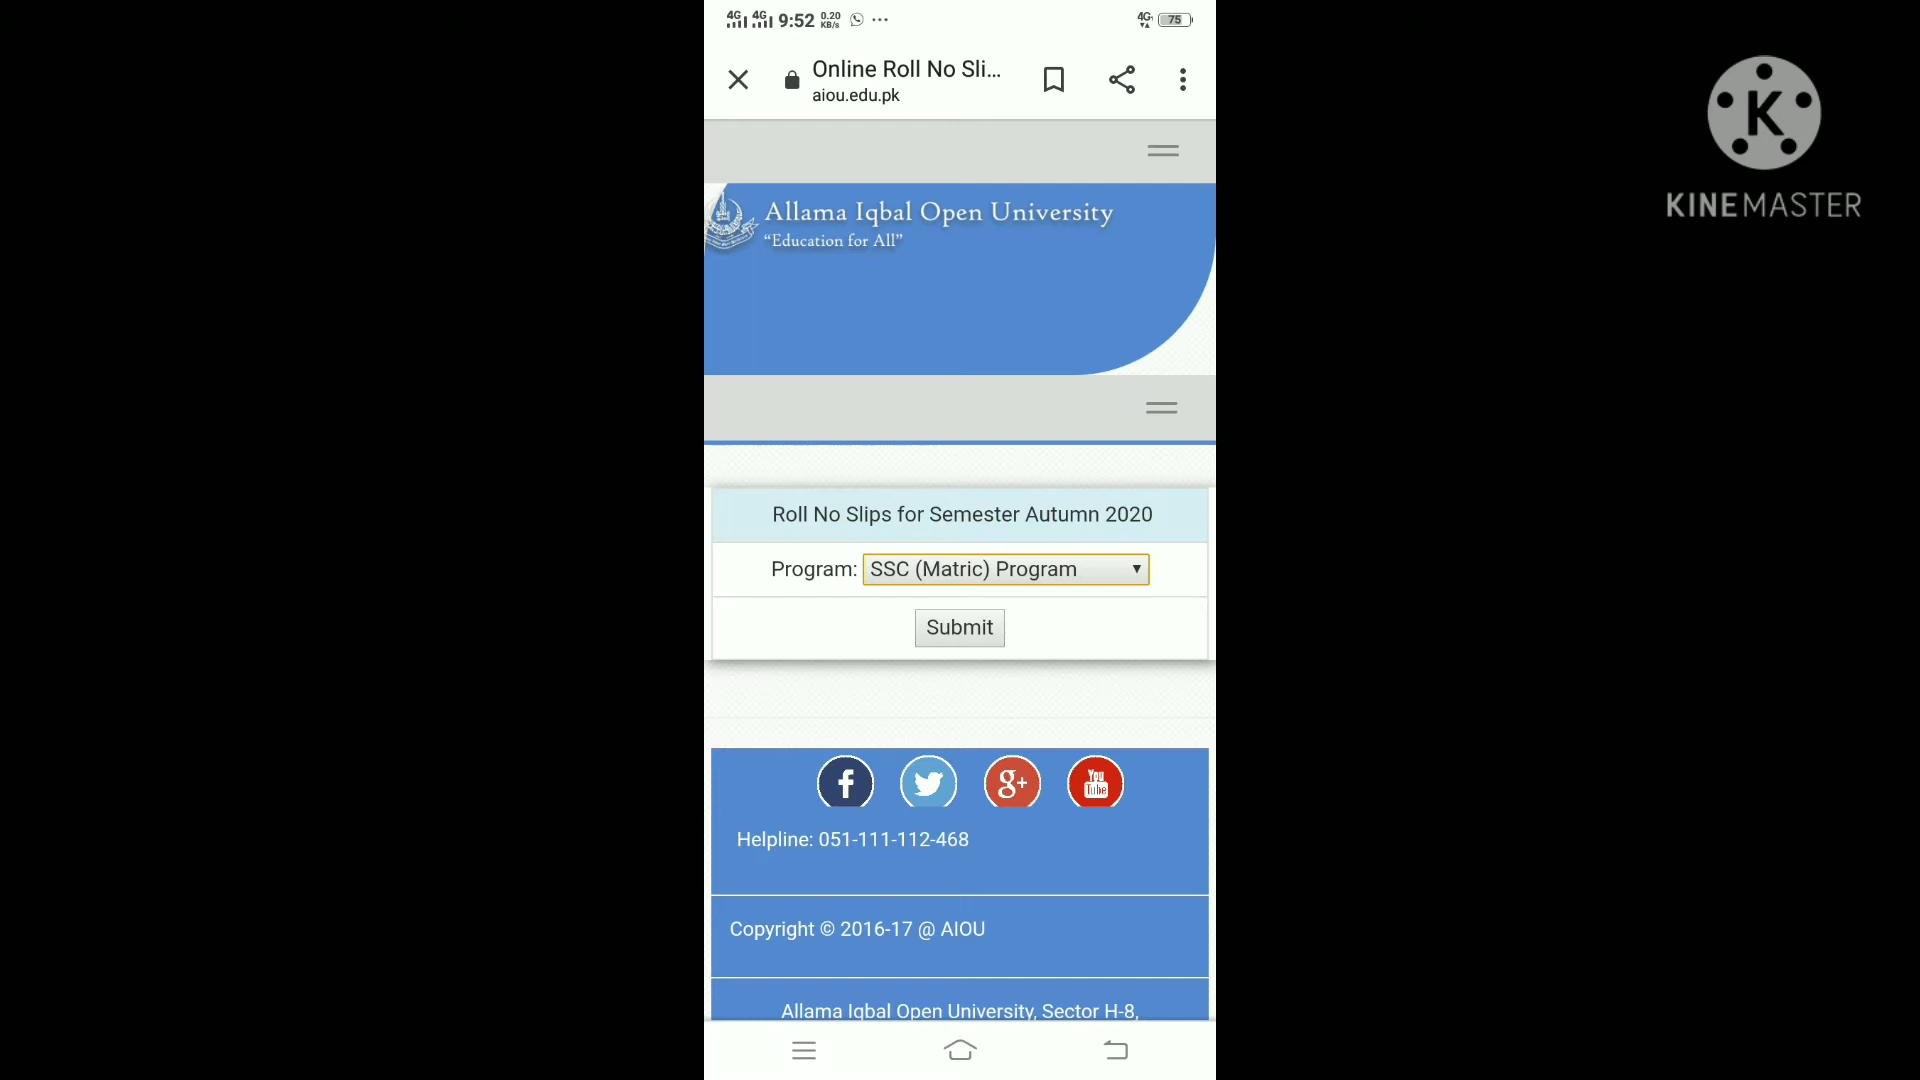 4G 4G 9:52 0.20 KB/s 4G 75
Online Roll No Sli...
aiou.edu.pk
K
KINEMASTER
Allama Iqbal Open University
“Education for All”
Roll No Slips for Semester Autumn 2020
Program: SSC (Matric) Program
Submit
f g+ You Tube
Helpline: 051-111-112-468
Copyright © 2016-17 @ AIOU
Allama Iqbal Open University, Sector H-8,